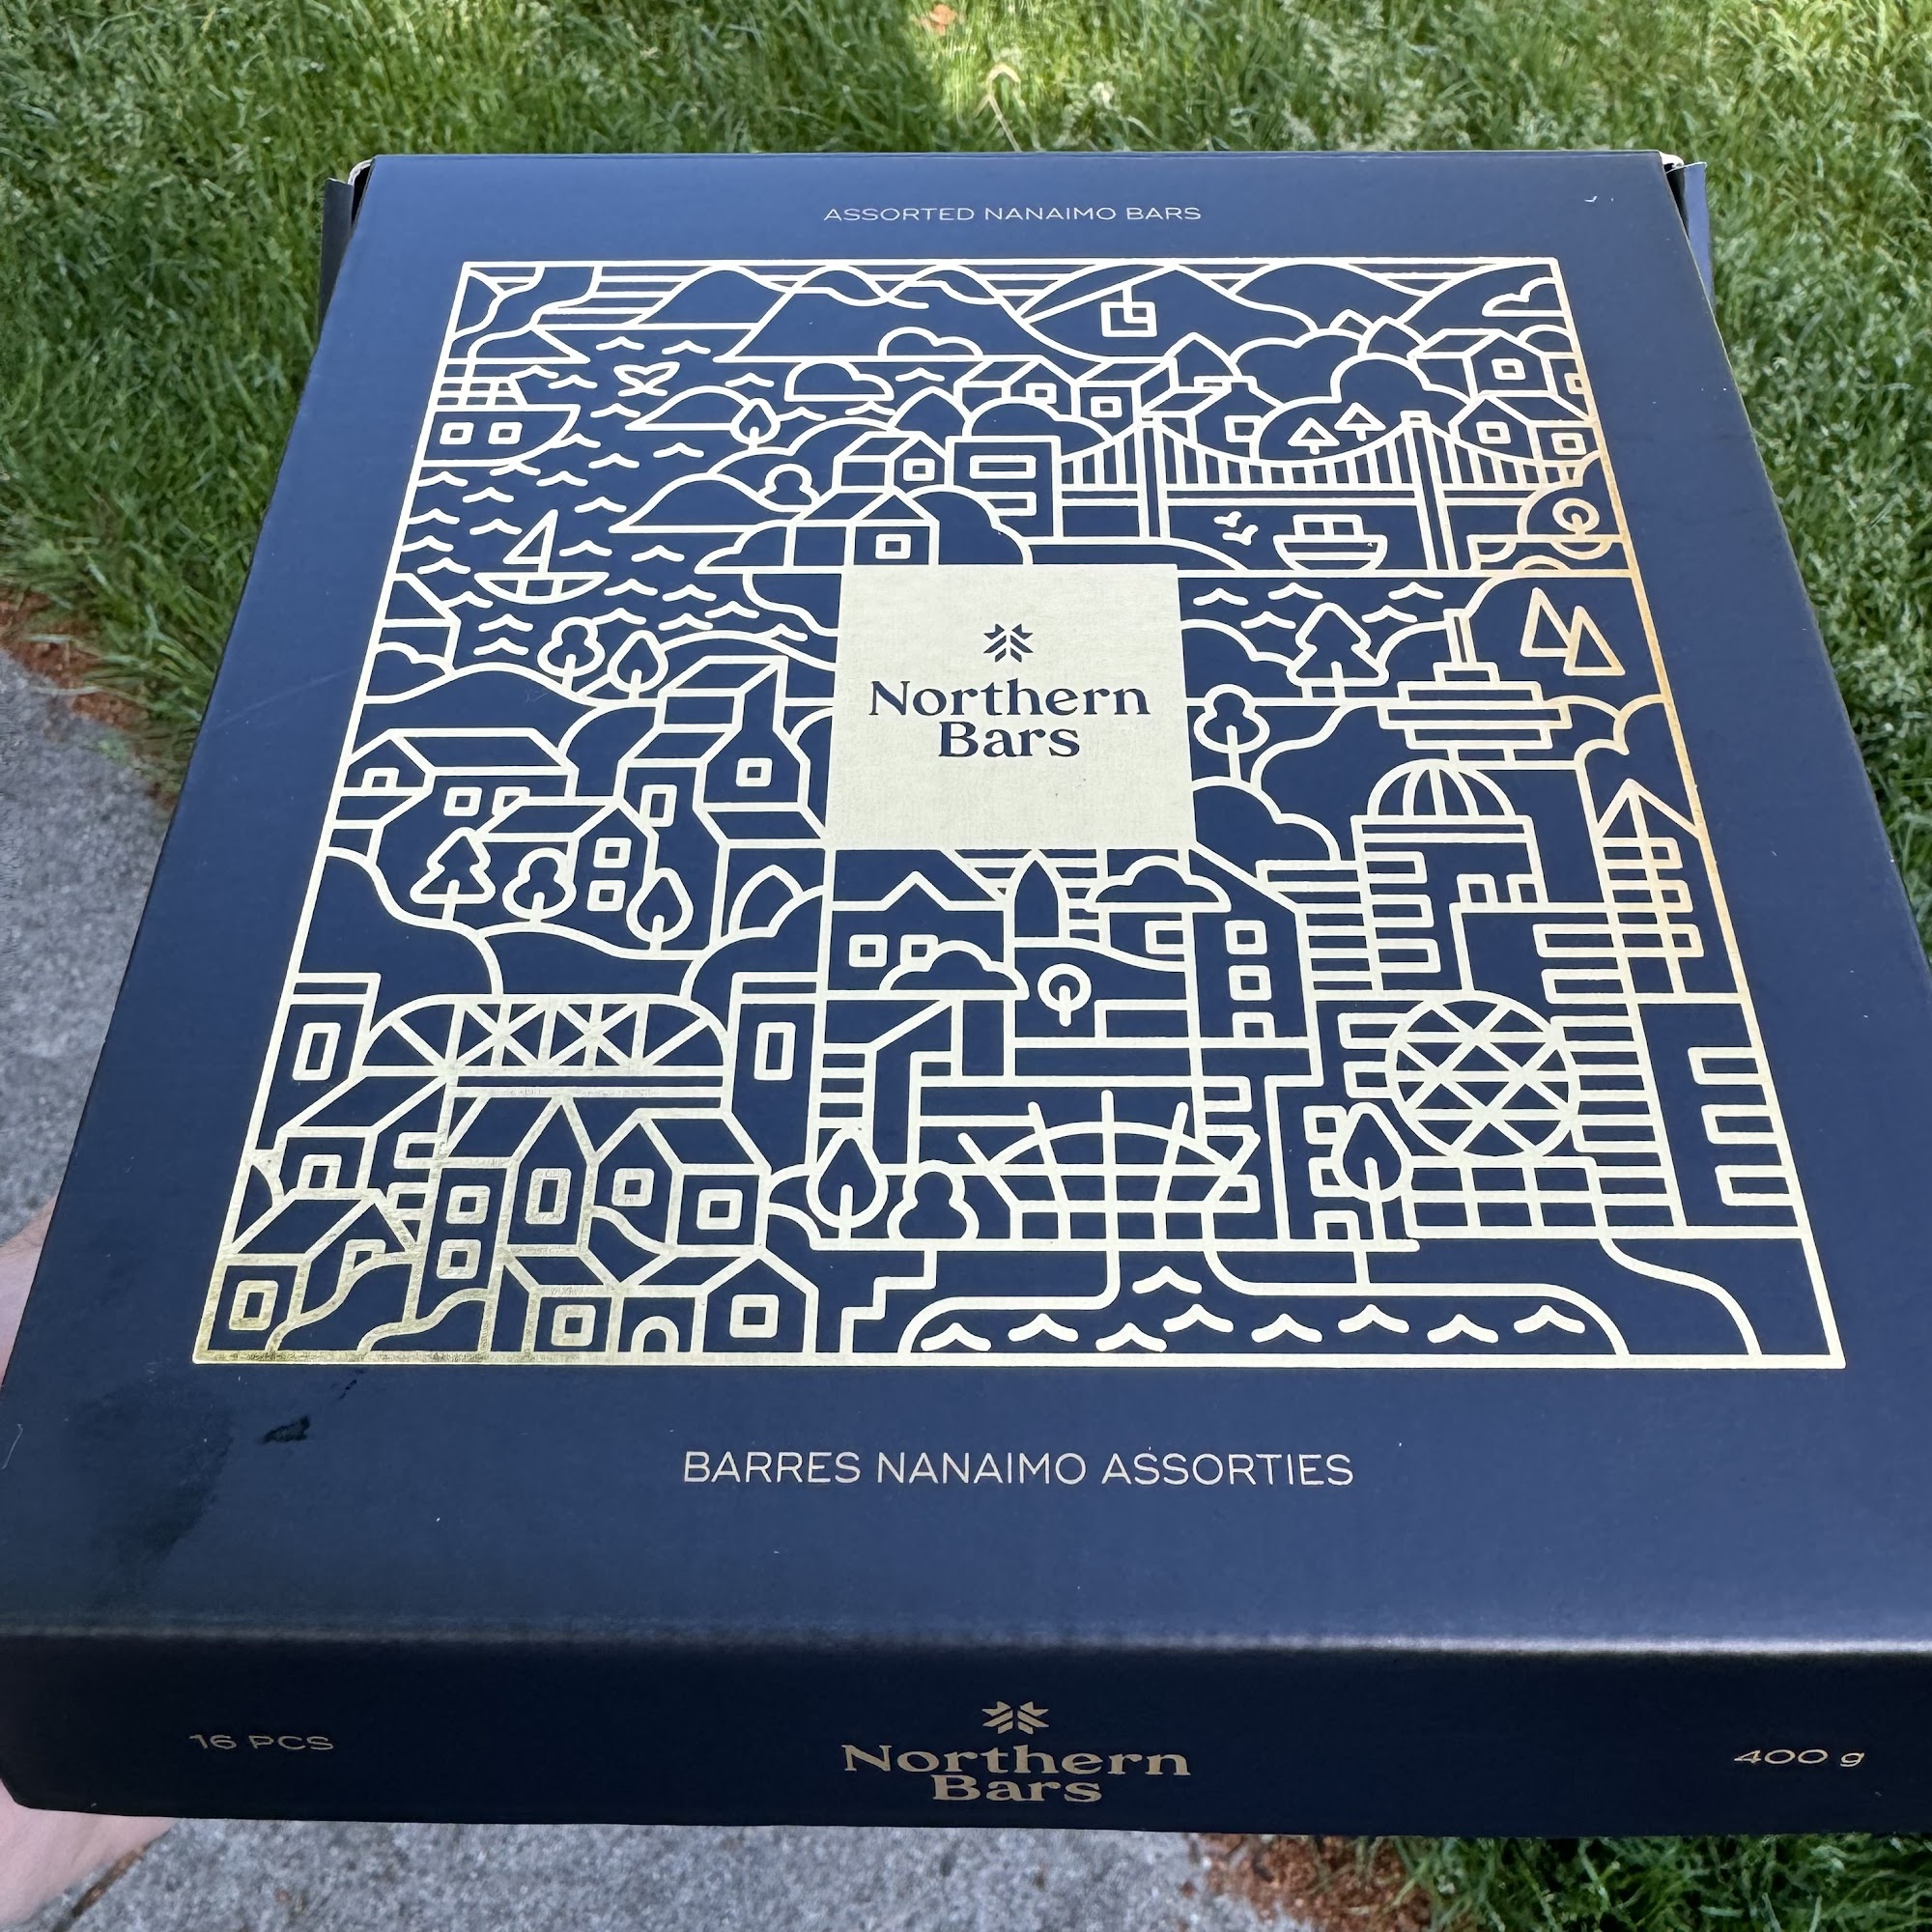 ASSORTED NANAIMO BARS
Northern
Bars
BARRES NANAIMO ASSORTIES
16 PCS
Northern
Bars
400 g